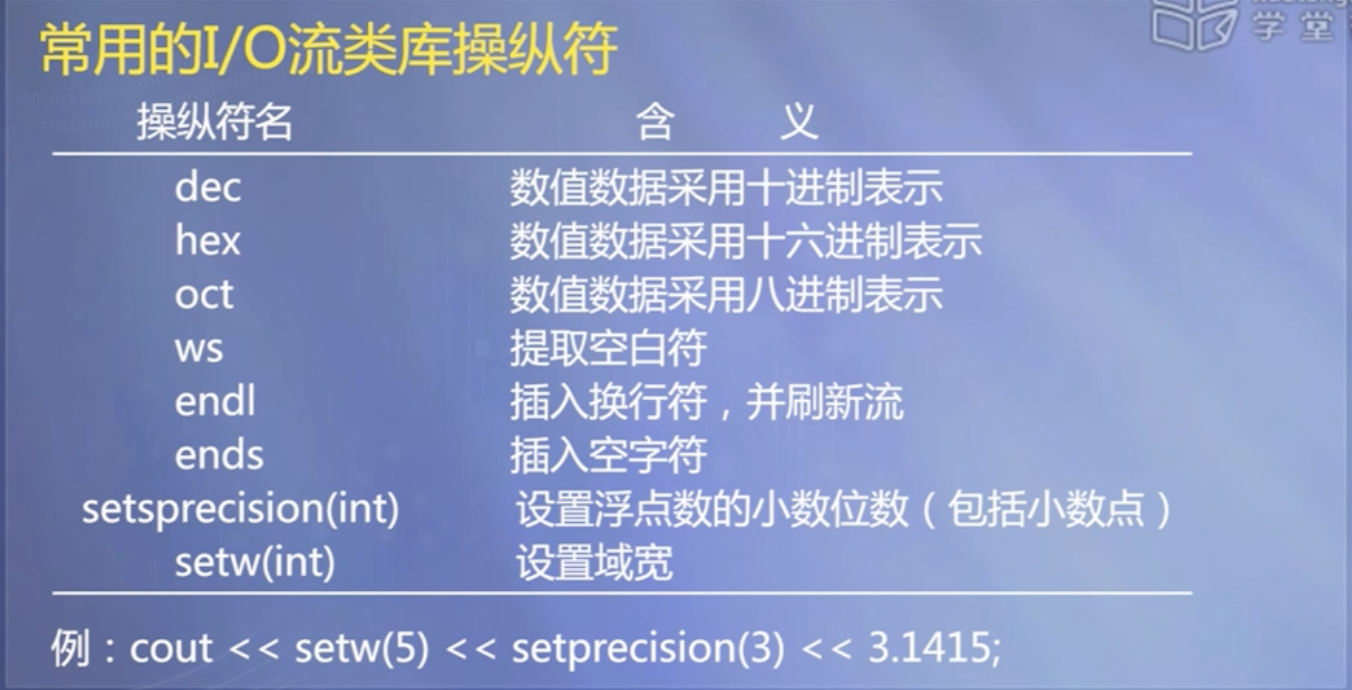 常用的I/O流类库操纵符
学堂
操纵符名 含 义
dec 数值数据采用十进制表示
hex 数值数据采用十六进制表示
oct 数值数据采用八进制表示
ws 提取空白符
endl 插入换行符，并刷新流
ends 插入空字符
setsprecision(int) 设置浮点数的小数位数（包括小数点）
setw(int) 设置域宽
例：cout << setw(5) << setprecision(3) << 3.1415;